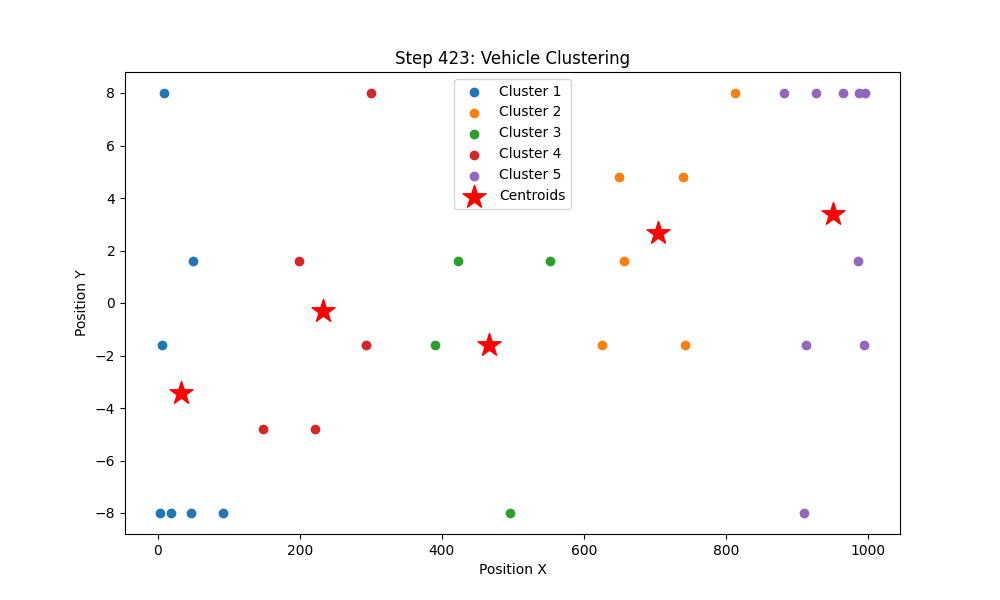 Step 423: Vehicle Clustering
Cluster 1
Cluster 2
Cluster 3
Cluster 4
Cluster 5
Centroids
Position Y
8
6
4
2
0
−2
−4
−6
−8
0 200 400 600 800 1000
Position X